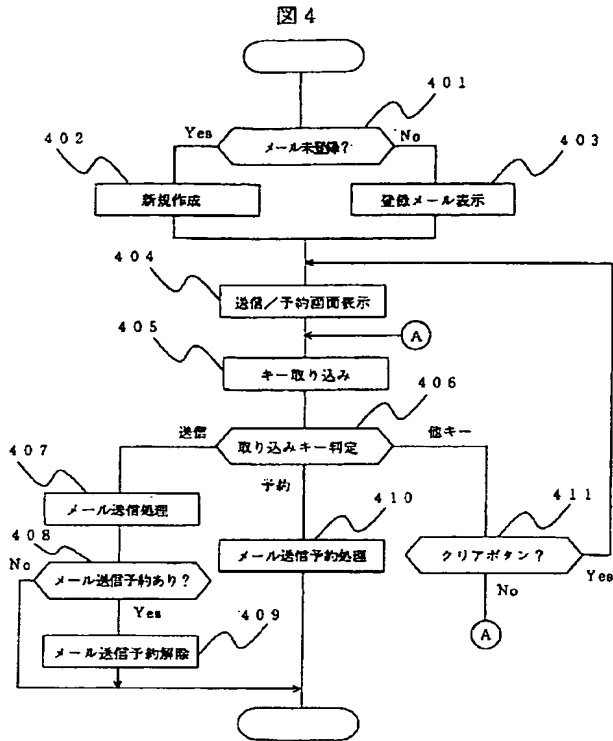 図4
401
Yes
メール未登録?
No
402
403
新規作成
登録メール表示
404
送信/予約画面表示
A
405
キー取り込み
406
送信
取り込みキー判定
他キー
407
予約
410
411
メール送信処理
408
メール送信予約処理
クリアボタン?
No
メール送信予約あり?
Yes
No
Yes
409
A
メール送信予約解除